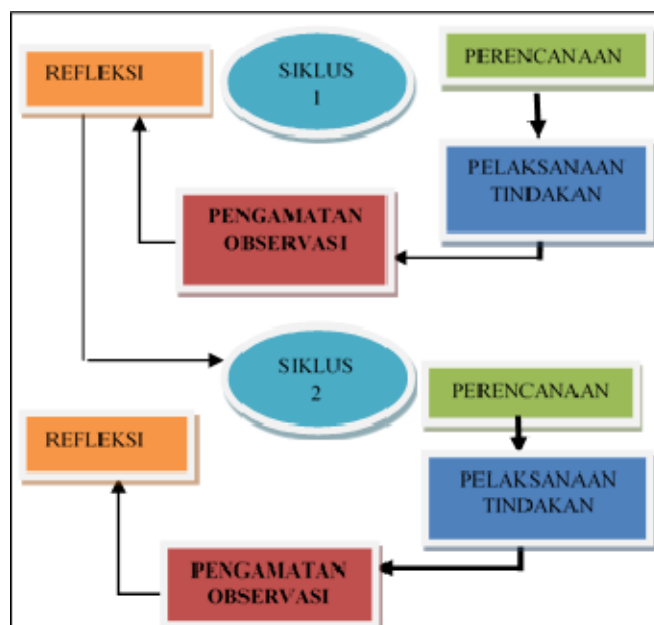 REFLEKSI
SIKLUS
1
PERENCANAAN
PELAKSANAAN
TINDAKAN
PENGAMATAN
OBSERVASI
SIKLUS
2
PERENCANAAN
REFLEKSI
PELAKSANAAN
TINDAKAN
PENGAMATAN
OBSERVASI